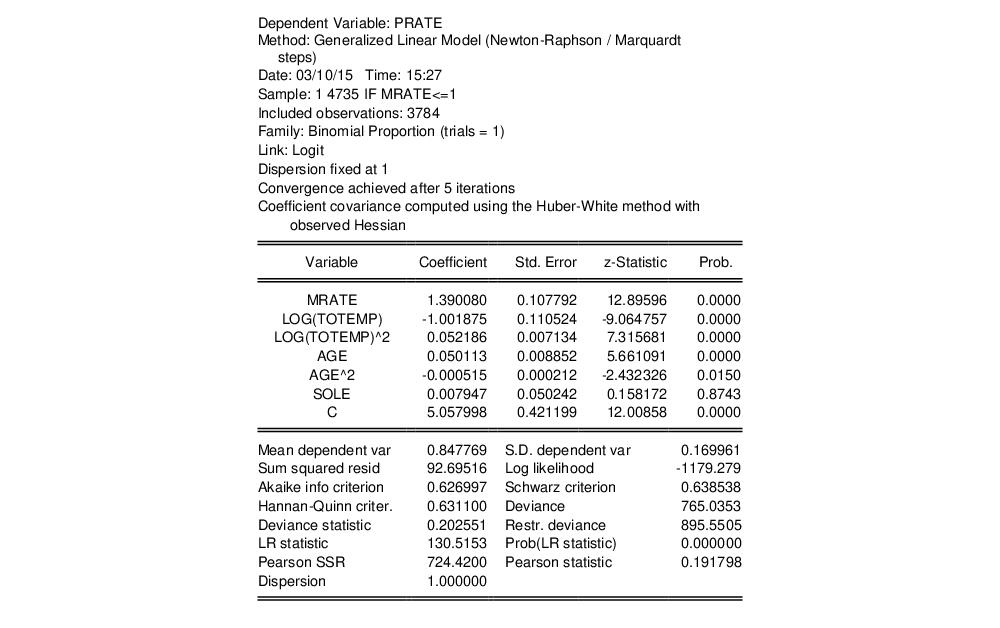 Dependent Variable: PRATE
Method: Generalized Linear Model (Newton-Raphson / Marquardt
steps)
Date: 03/10/15 Time: 15:27
Sample: 1 4735 IF MRATE<=1
Included observations: 3784
Family: Binomial Proportion (trials = 1)
Link: Logit
Dispersion fixed at 1
Convergence achieved after 5 iterations
Coefficient covariance computed using the Huber-White method with
observed Hessian
Variable Coefficient Std. Error z-Statistic Prob.
MRATE 1.390080 0.107792 12.89596 0.0000
LOG(TOTEMP) -1.001875 0.110524 -9.064757 0.0000
LOG(TOTEMP)^2 0.052186 0.007134 7.315681 0.0000
AGE 0.050113 0.008852 5.661091 0.0000
AGE^2 -0.000515 0.000212 -2.432326 0.0150
SOLE 0.007947 0.050242 0.158172 0.8743
C 5.057998 0.421199 12.00858 0.0000
Mean dependent var 0.847769 S.D. dependent var 0.169961
Sum squared resid 92.69516 Log likelihood -1179.279
Akaike info criterion 0.626997 Schwarz criterion 0.638538
Hannan-Quinn criter. 0.631100 Deviance 765.0353
Deviance statistic 0.202551 Restr. deviance 895.5505
LR statistic 130.5153 Prob(LR statistic) 0.000000
Pearson SSR 724.4200 Pearson statistic 0.191798
Dispersion 1.000000